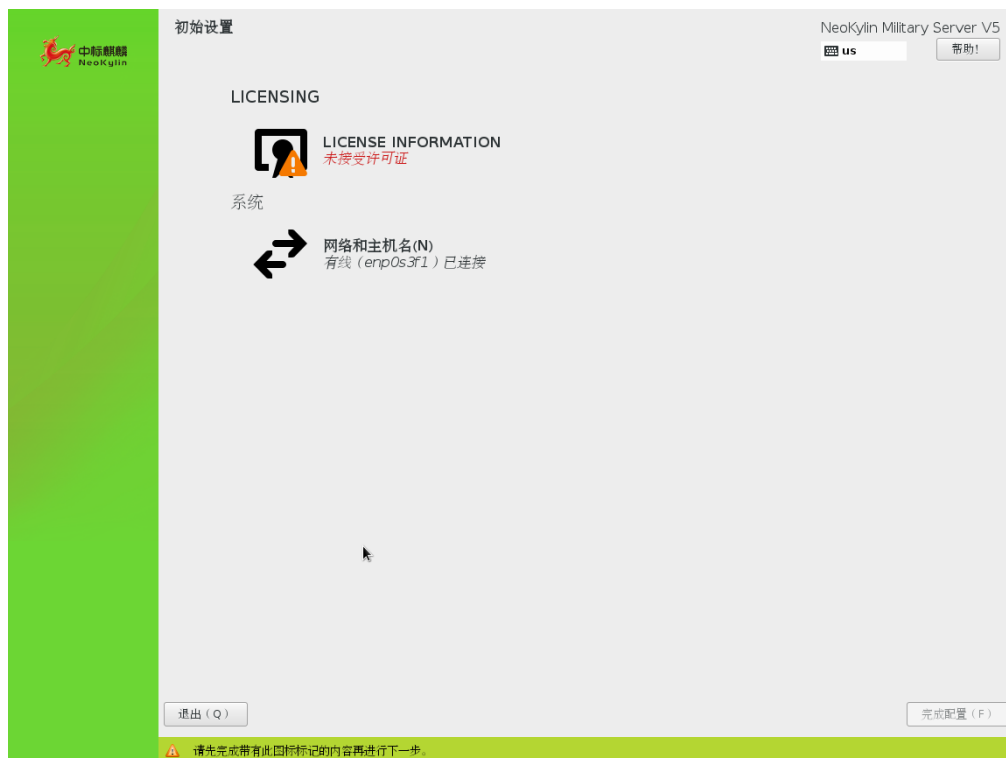 中标麒麟
NeoKylin
初始设置
NeoKylin Military Server V5
us
帮助!
LICENSING
LICENSE INFORMATION
未接受许可证
系统
网络和主机名(N)
有线（enp0s3f1）已连接
退出（Q）
完成配置（F）
请先完成带有此图标标记的内容再进行下一步。